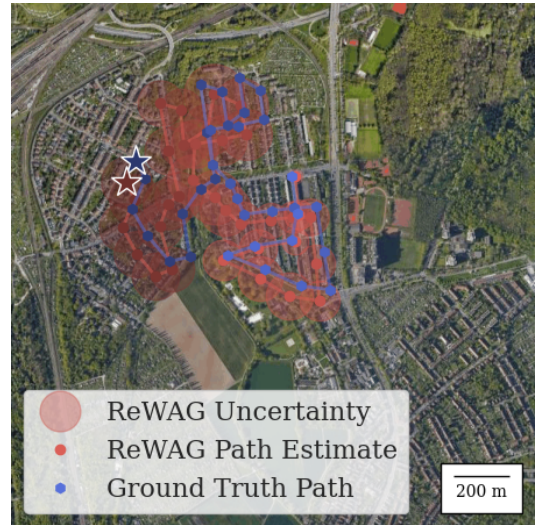 ReWAG Uncertainty
ReWAG Path Estimate
Ground Truth Path
200 m